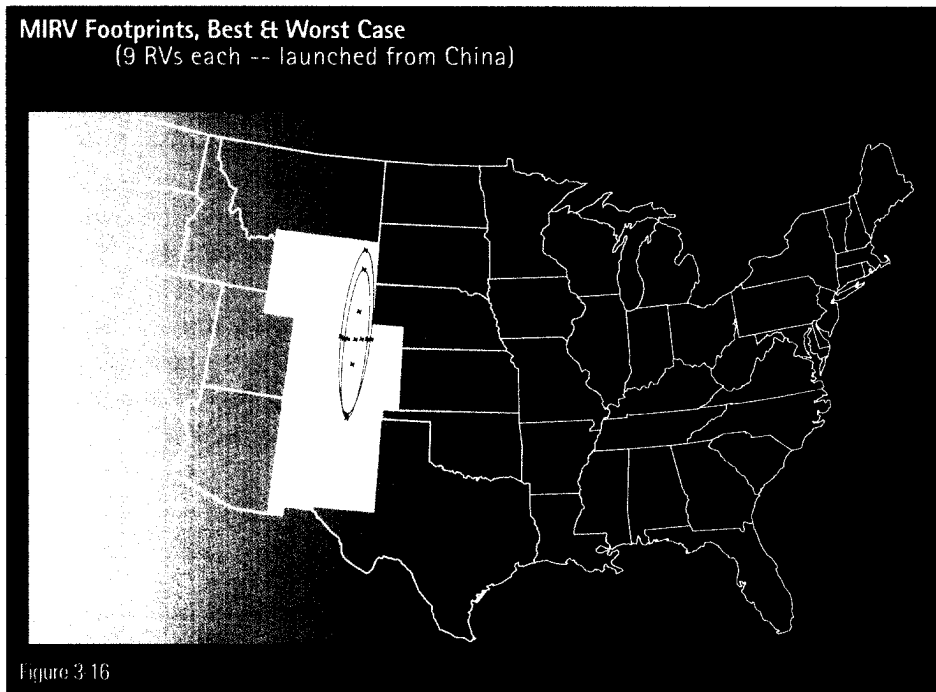 MIRV Footprints, Best & Worst Case
(9 RVs each -- launched from China)
Figure 3-16